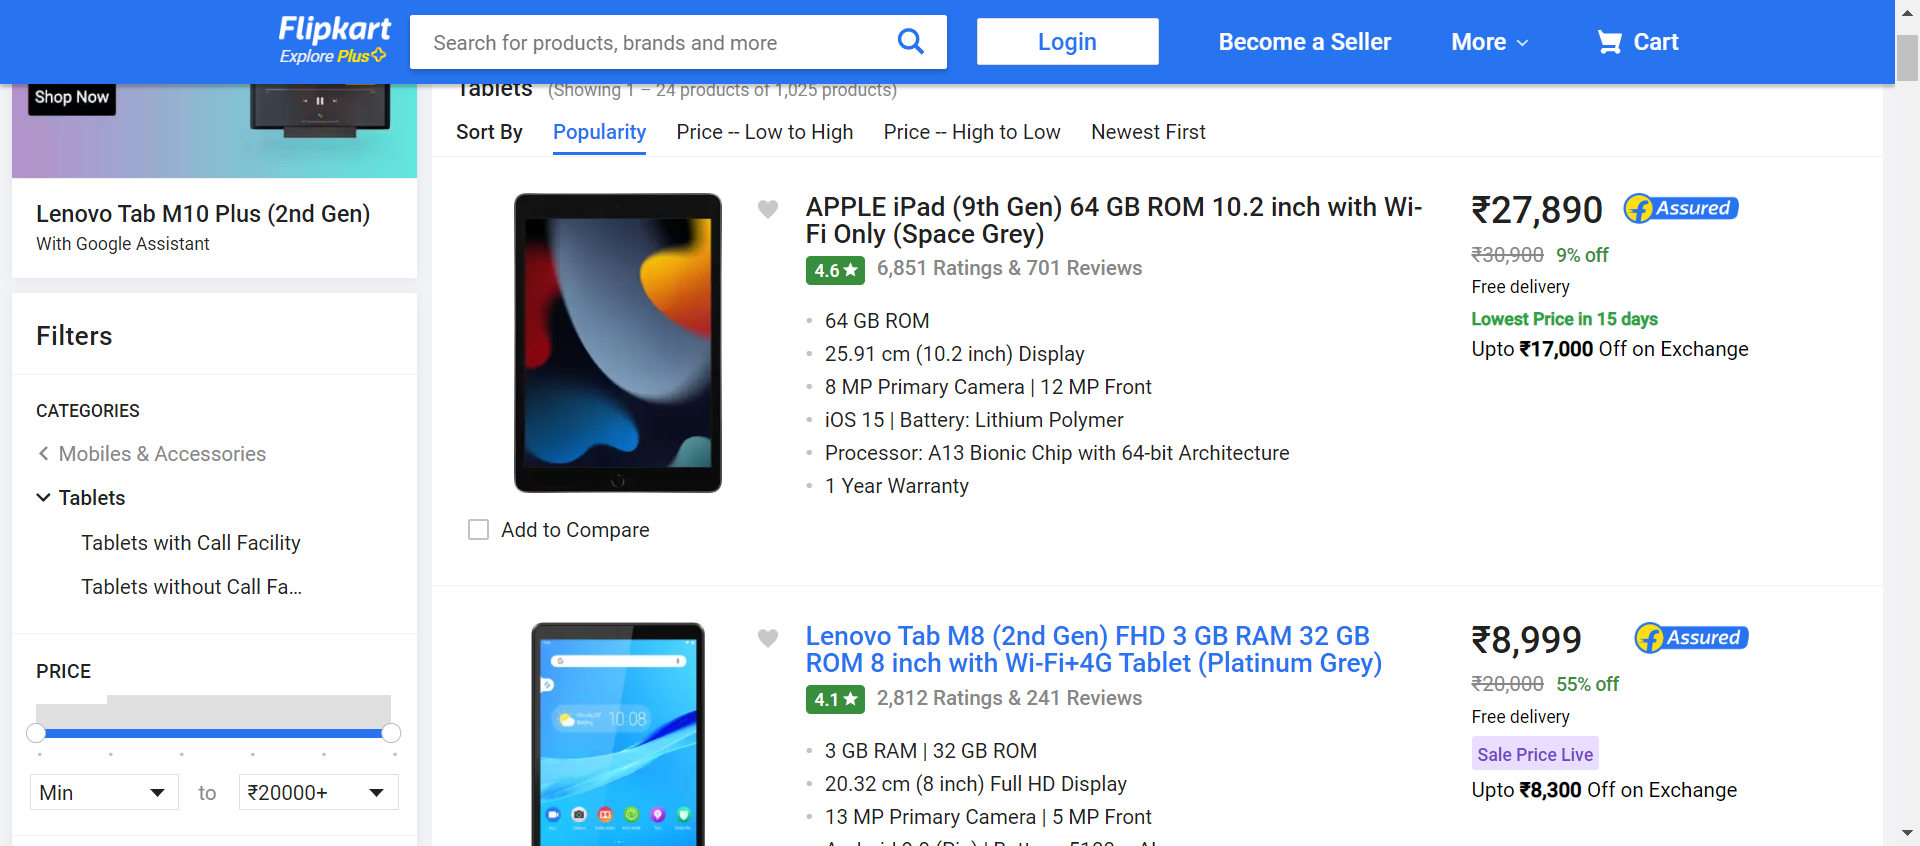 Flipkart
Explore Plus
Search for products, brands and more
Login
Become a Seller
More
Cart
Shop Now
Lenovo Tab M10 Plus (2nd Gen)
With Google Assistant
Filters
CATEGORIES
Mobiles & Accessories
Tablets
Tablets with Call Facility
Tablets without Call Fa...
PRICE
Min
to
₹20000+
Tablets (Showing 1 – 24 products of 1,025 products)
Sort By
Popularity
Price -- Low to High
Price -- High to Low
Newest First
APPLE iPad (9th Gen) 64 GB ROM 10.2 inch with Wi-
Fi Only (Space Grey)
4.6★ 6,851 Ratings & 701 Reviews
64 GB ROM
25.91 cm (10.2 inch) Display
8 MP Primary Camera | 12 MP Front
iOS 15 | Battery: Lithium Polymer
Processor: A13 Bionic Chip with 64-bit Architecture
1 Year Warranty
Add to Compare
₹27,890
Assured
₹30,900 9% off
Free delivery
Lowest Price in 15 days
Upto ₹17,000 Off on Exchange
10:08
Lenovo Tab M8 (2nd Gen) FHD 3 GB RAM 32 GB
ROM 8 inch with Wi-Fi+4G Tablet (Platinum Grey)
4.1★ 2,812 Ratings & 241 Reviews
3 GB RAM | 32 GB ROM
20.32 cm (8 inch) Full HD Display
13 MP Primary Camera | 5 MP Front
₹8,999
Assured
₹20,000 55% off
Free delivery
Sale Price Live
Upto ₹8,300 Off on Exchange